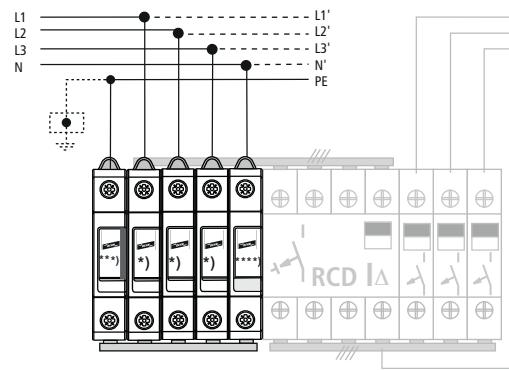 L1 L1'
L2 L2'
L3 L3'
N N'
PE
***) *) *) *) ****)
RCD I∆